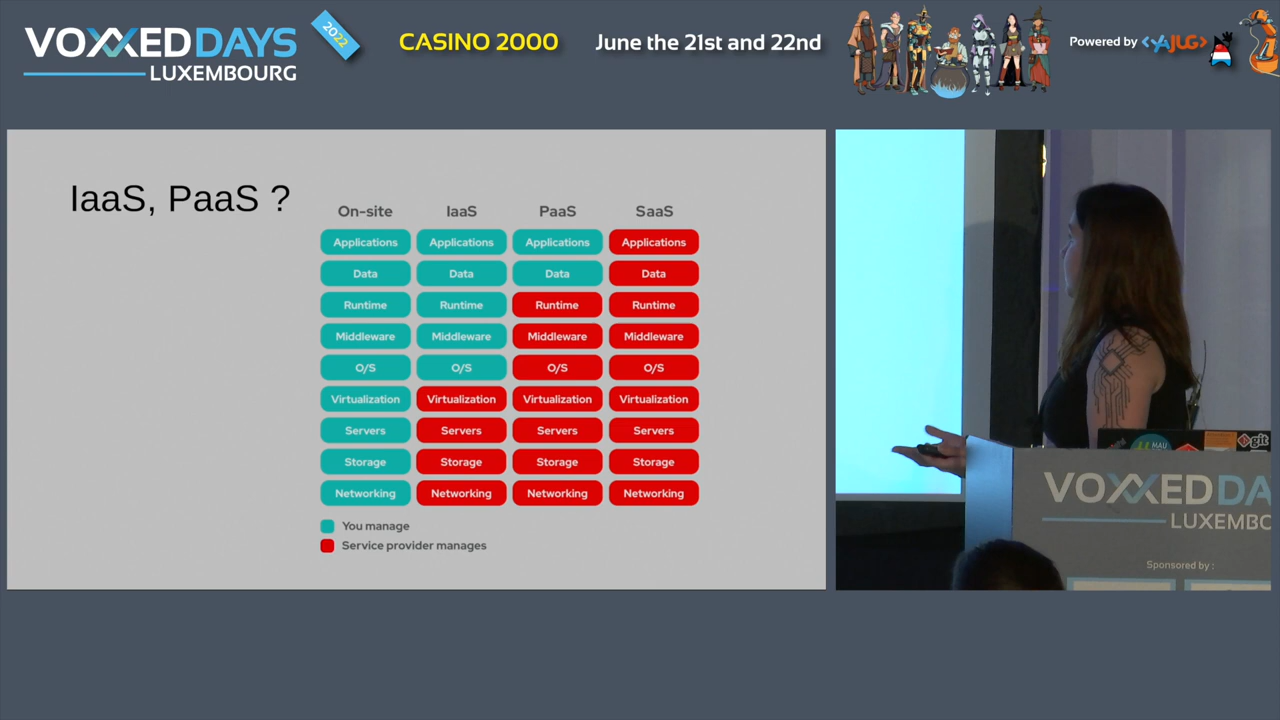 VOXXED DAYS
LUXEMBOURG
2022
CASINO 2000
June the 21st and 22nd
Powered by <YAJUG>
IaaS, PaaS ?
On-site IaaS PaaS SaaS
Applications Applications Applications Applications
Data Data Data Data
Runtime Runtime Runtime Runtime
Middleware Middleware Middleware Middleware
O/S O/S O/S O/S
Virtualization Virtualization Virtualization Virtualization
Servers Servers Servers Servers
Storage Storage Storage Storage
Networking Networking Networking Networking
You manage
Service provider manages
MAU
git
VOXXED DA
LUXEMBO
Sponsored by :